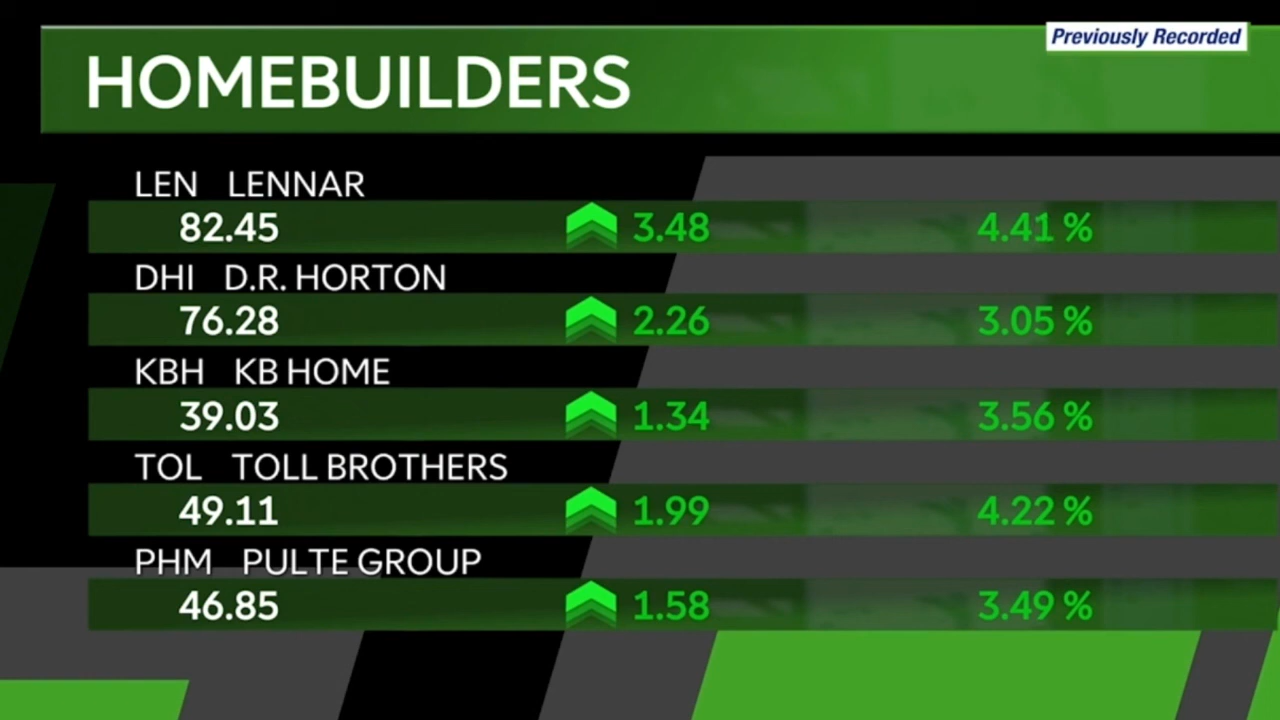 Previously Recorded
HOMEBUILDERS
LEN LENNAR
82.45 3.48 4.41 %
DHI D.R. HORTON
76.28 2.26 3.05 %
KBH KB HOME
39.03 1.34 3.56 %
TOL TOLL BROTHERS
49.11 1.99 4.22 %
PHM PULTE GROUP
46.85 1.58 3.49 %